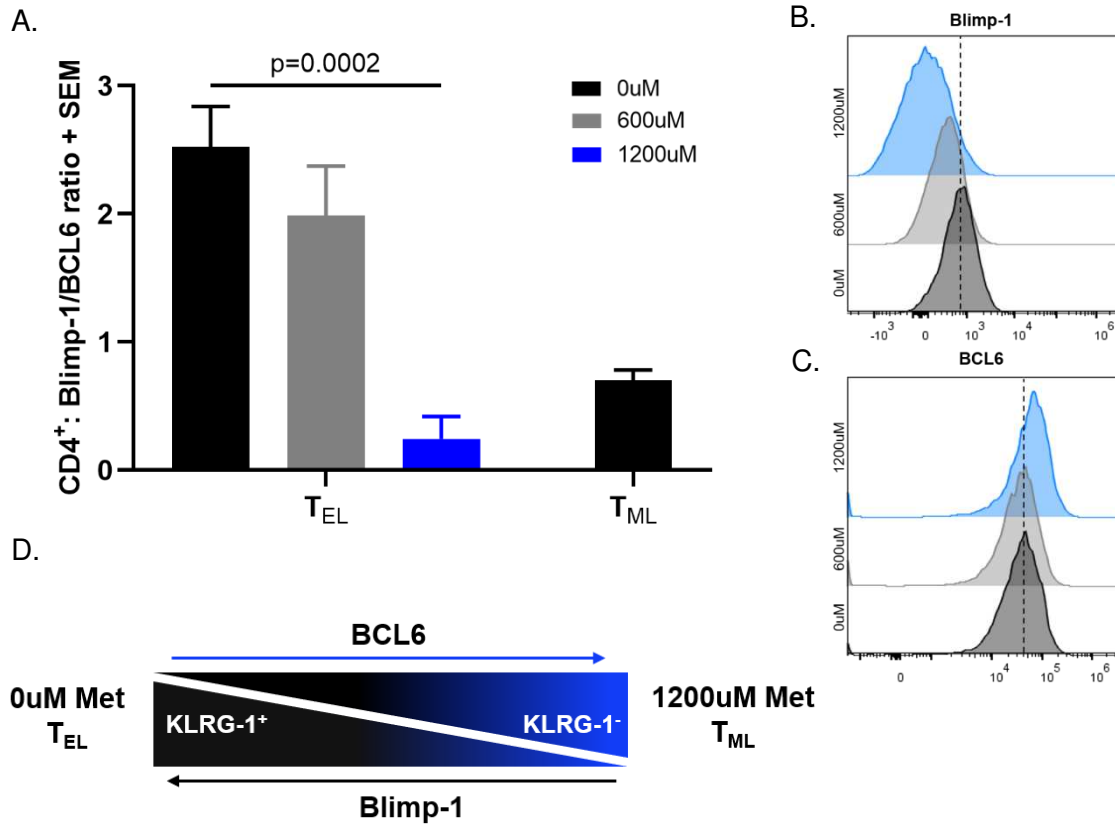 A.
CD4⁺: Blimp-1/BCL6 ratio + SEM
p=0.0002
3
2
1
0
0uM
600uM
1200uM
T_EL
T_ML
B.
Blimp-1
1200uM
600uM
0uM
-10³ 0 10³ 10⁴ 10⁶
C.
BCL6
1200uM
600uM
0uM
0 10⁴ 10⁵ 10⁶
D.
BCL6
0uM Met
T_EL
KLRG-1⁺
KLRG-1⁻
1200uM Met
T_ML
Blimp-1